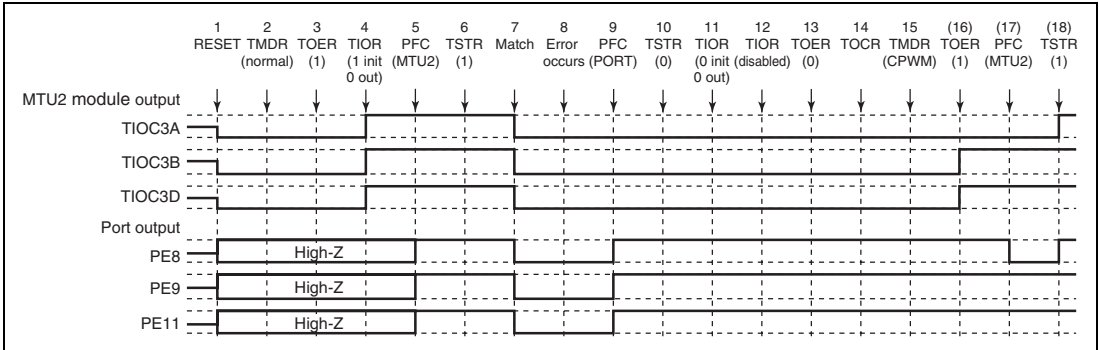 1 2 3 4 5 6 7 8 9 10 11 12 13 14 15 (16) (17) (18)
RESET TMDR TOER TIOR PFC TSTR Match Error PFC TSTR TIOR TIOR TOER TOCR TMDR TOER PFC TSTR
(normal) (1) (1 init (MTU2) (1) occurs (PORT) (0) (0 init (disabled) (0) (CPWM) (1) (MTU2) (1)
0 out) 0 out)
MTU2 module output
TIOC3A
TIOC3B
TIOC3D
Port output
PE8 High-Z
PE9 High-Z
PE11 High-Z